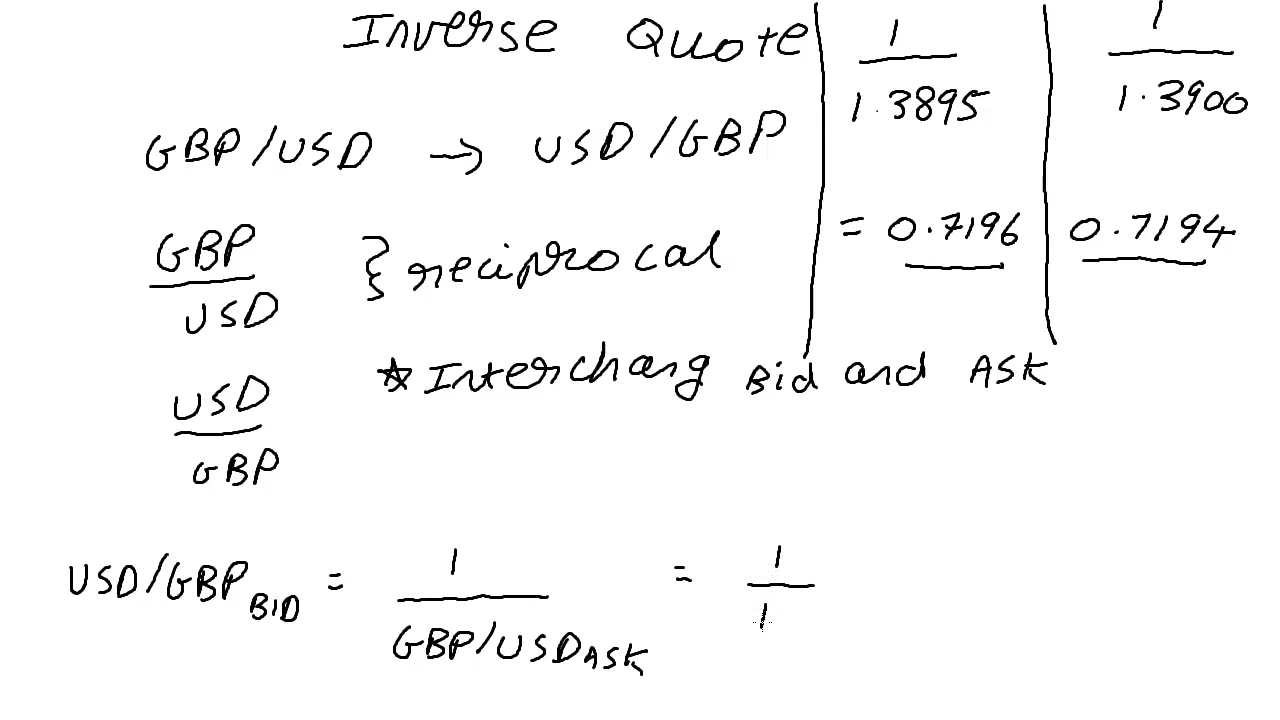 Inverse Quote
1
1.3895
1
1.3900
GBP/USD → USD/GBP
= 0.7196
0.7194
GBP
USD
} reciprocal
☆ Interchang Bid and ASK
USD
GBP
USD/GBP BID = 1
GBP/USD ASK
= 1
1